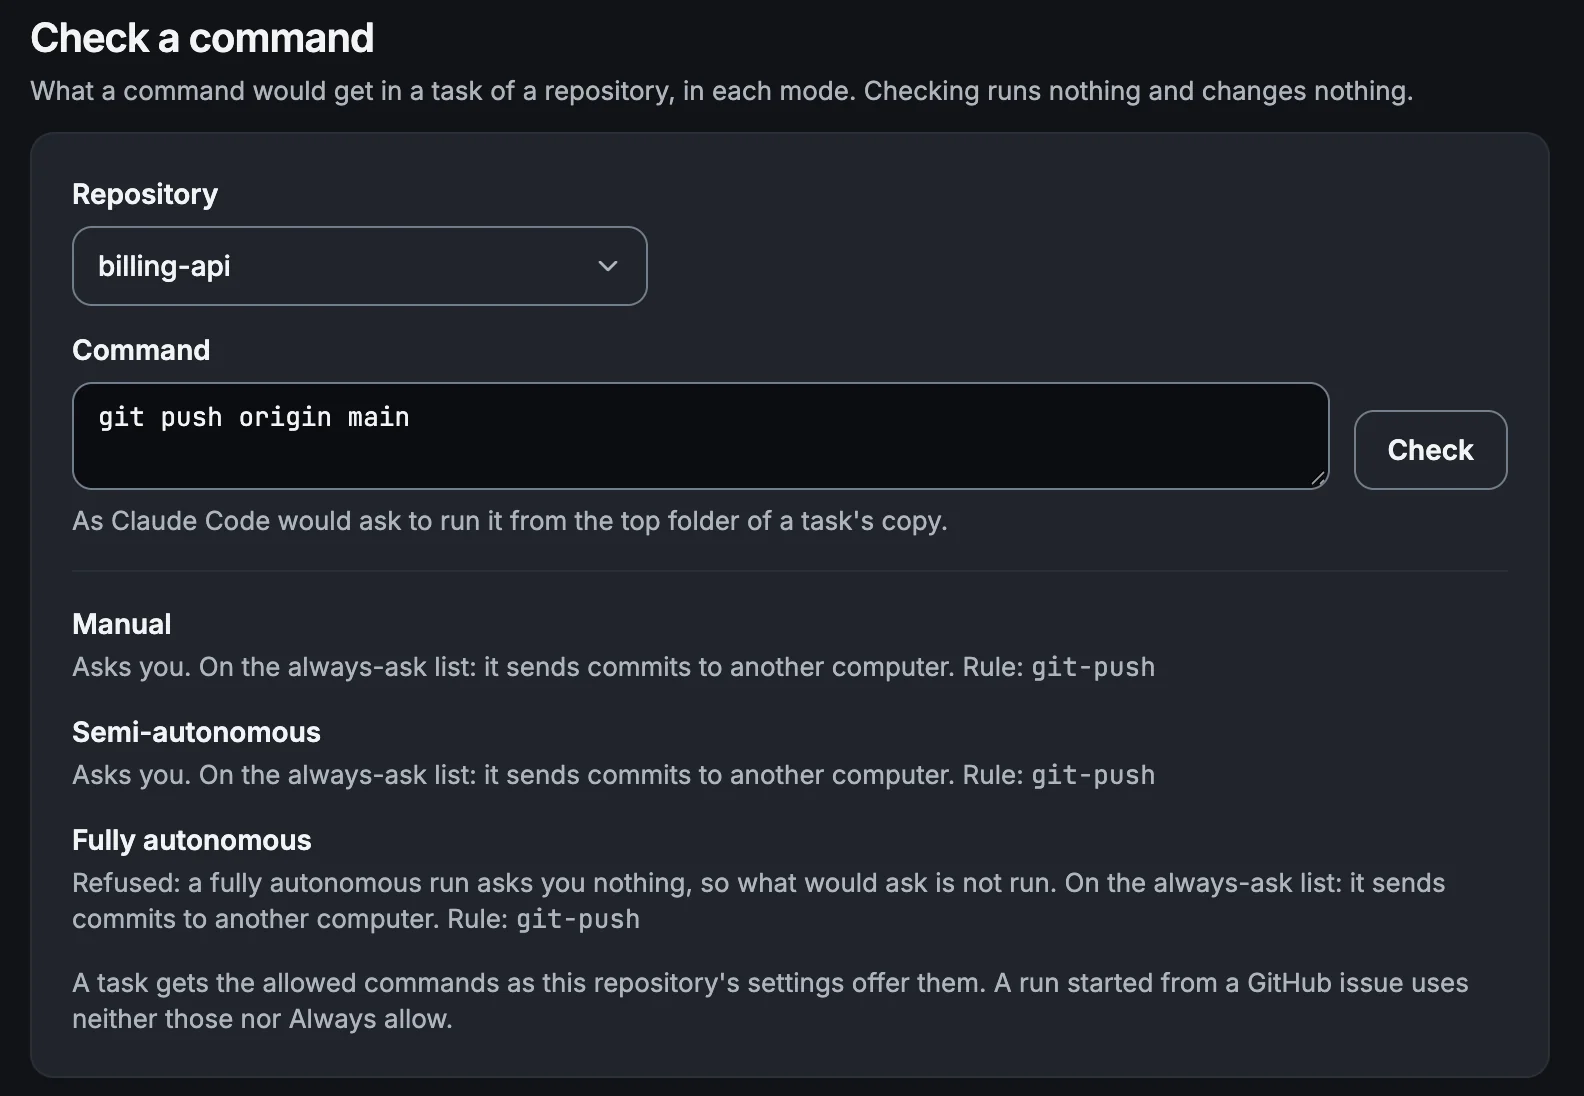 Check a command
What a command would get in a task of a repository, in each mode. Checking runs nothing and changes nothing.
Repository
billing-api
Command
git push origin main
Check
As Claude Code would ask to run it from the top folder of a task's copy.
Manual
Asks you. On the always-ask list: it sends commits to another computer. Rule: git-push
Semi-autonomous
Asks you. On the always-ask list: it sends commits to another computer. Rule: git-push
Fully autonomous
Refused: a fully autonomous run asks you nothing, so what would ask is not run. On the always-ask list: it sends
commits to another computer. Rule: git-push
A task gets the allowed commands as this repository's settings offer them. A run started from a GitHub issue uses
neither those nor Always allow.